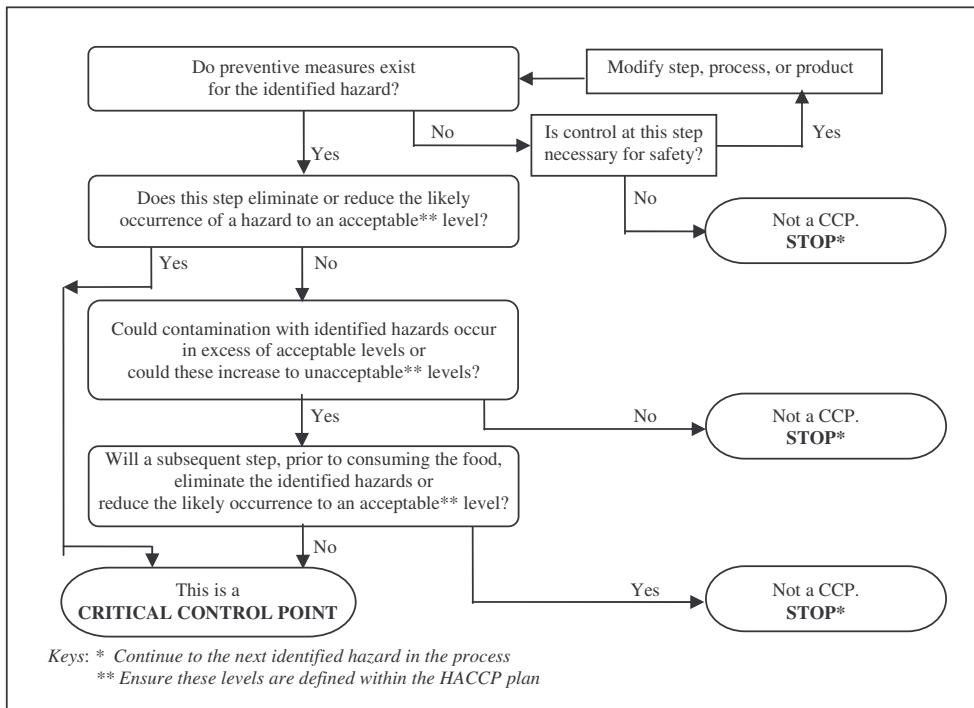 Do preventive measures exist
for the identified hazard?
Modify step, process, or product
No
Is control at this step
necessary for safety?
Yes
Yes
Does this step eliminate or reduce the likely
occurrence of a hazard to an acceptable** level?
No
Not a CCP.
STOP*
Yes
No
Could contamination with identified hazards occur
in excess of acceptable levels or
could these increase to unacceptable** levels?
Yes
No
Not a CCP.
STOP*
Will a subsequent step, prior to consuming the food,
eliminate the identified hazards or
reduce the likely occurrence to an acceptable** level?
No
This is a
CRITICAL CONTROL POINT
Yes
Not a CCP.
STOP*
Keys: * Continue to the next identified hazard in the process
** Ensure these levels are defined within the HACCP plan